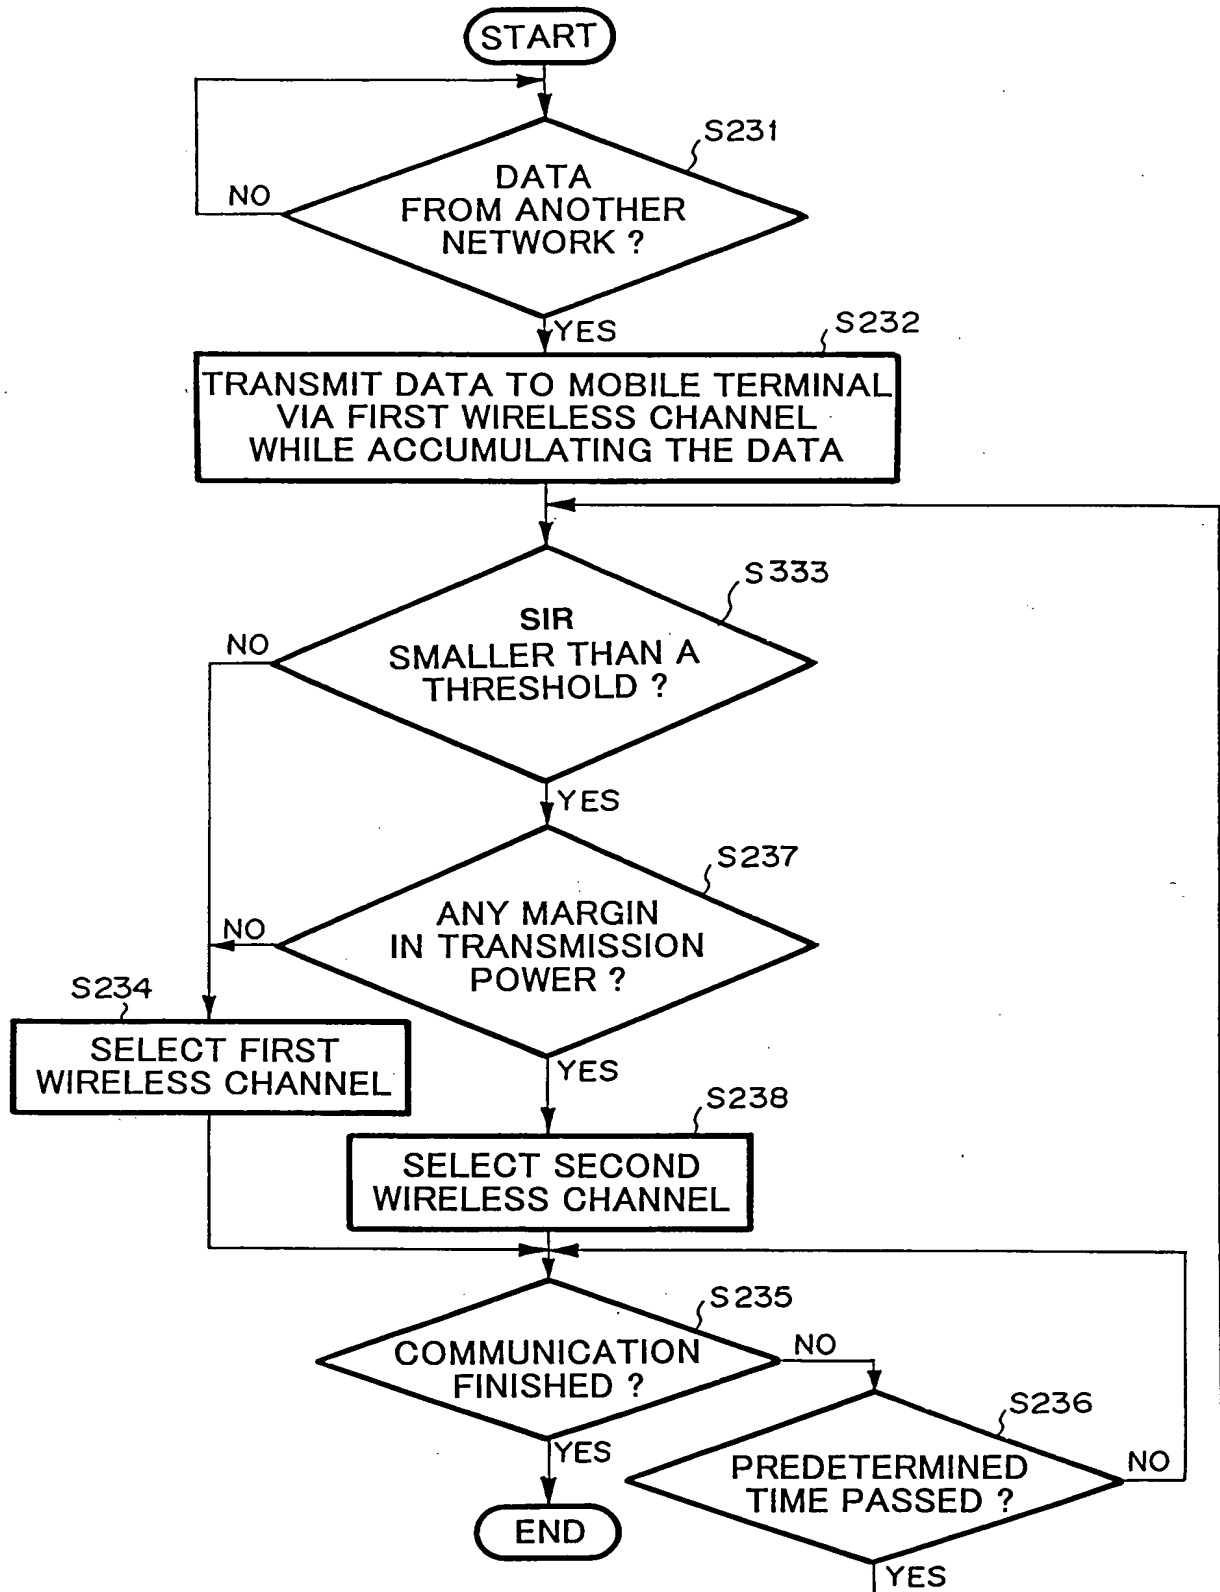 START
S231
DATA
FROM ANOTHER
NETWORK ?
NO
YES
S232
TRANSMIT DATA TO MOBILE TERMINAL
VIA FIRST WIRELESS CHANNEL
WHILE ACCUMULATING THE DATA
S333
SIR
SMALLER THAN A
THRESHOLD ?
NO
YES
S237
ANY MARGIN
IN TRANSMISSION
POWER ?
NO
YES
S234
SELECT FIRST
WIRELESS CHANNEL
S238
SELECT SECOND
WIRELESS CHANNEL
S235
COMMUNICATION
FINISHED ?
NO
YES
S236
PREDETERMINED
TIME PASSED ?
NO
END
YES